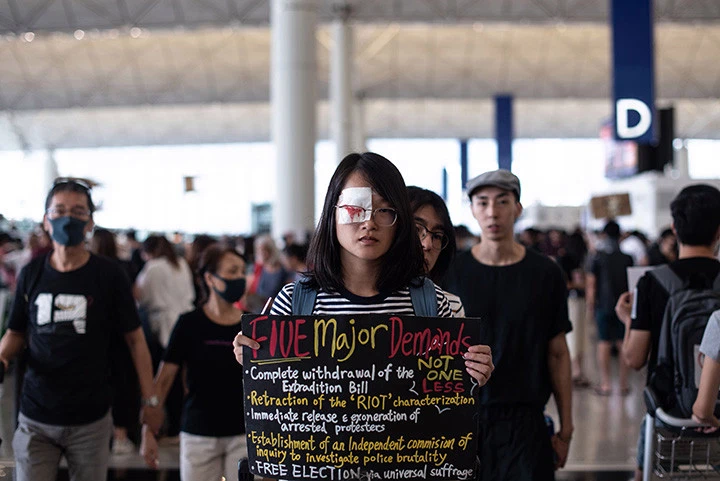 D
FIVE Major Demands
NOT
ONE
LESS
· Complete withdrawal of the
Extradition Bill
· Retraction of the 'RIOT' characterization
· Immediate release & exoneration of
arrested protesters
· Establishment of an Independent commision of
inquiry to investigate police brutality
· FREE ELECTION via universal suffrage